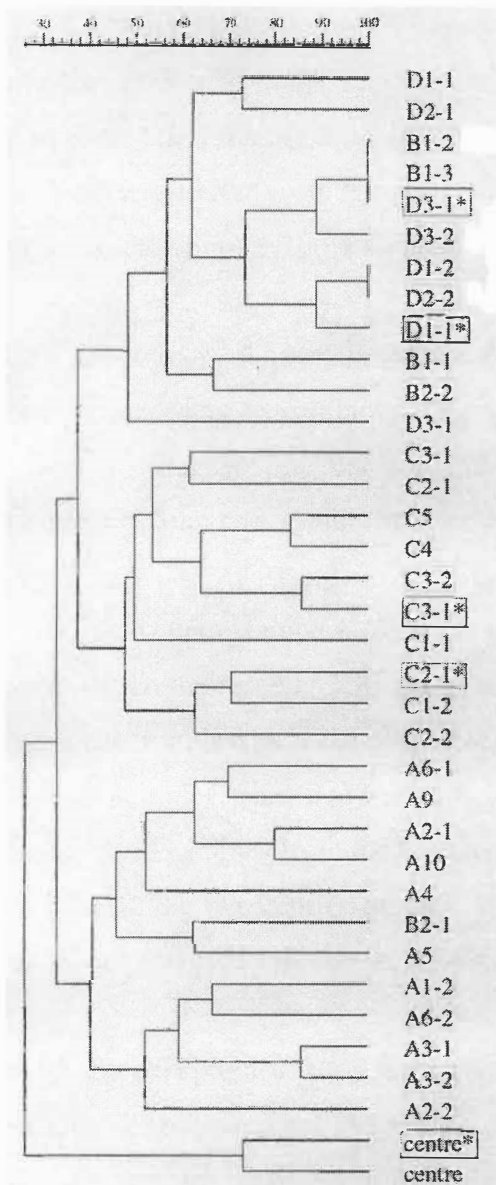 30 40 50 60 70 80 90 100
D1-1
D2-1
B1-2
B1-3
D3-1*
D3-2
D1-2
D2-2
D1-1*
B1-1
B2-2
D3-1
C3-1
C2-1
C5
C4
C3-2
C3-1*
C1-1
C2-1*
C1-2
C2-2
A6-1
A9
A2-1
A10
A4
B2-1
A5
A1-2
A6-2
A3-1
A3-2
A2-2
centre*
centre